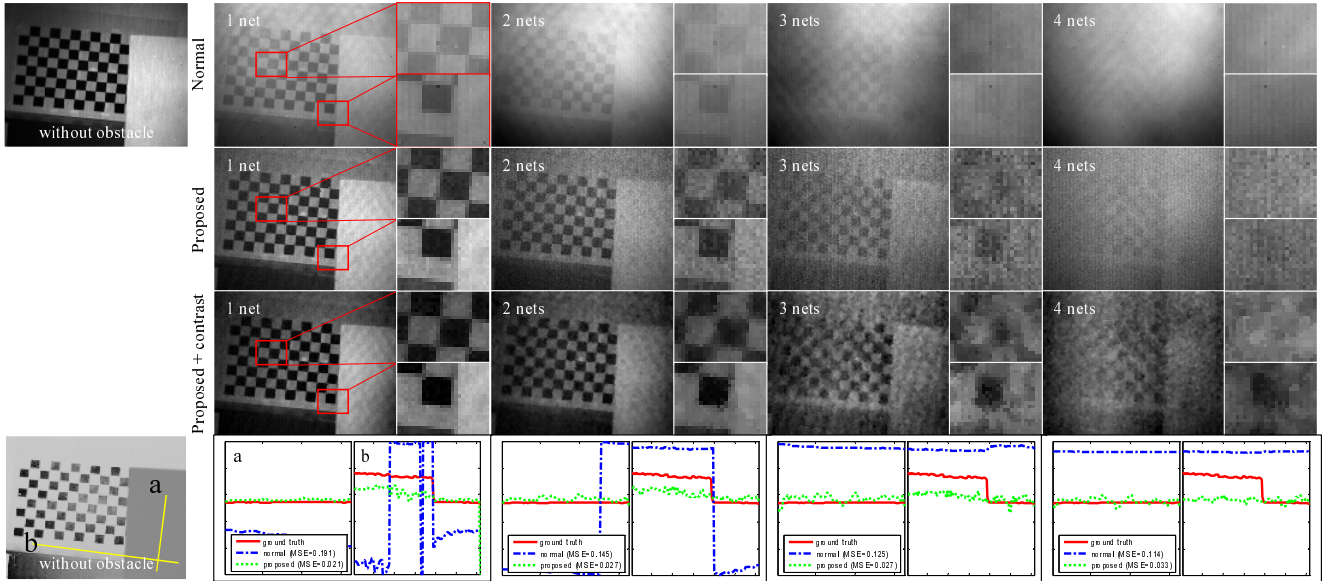 without obstacle
Normal
1 net
2 nets
3 nets
4 nets
Proposed
1 net
2 nets
3 nets
4 nets
Proposed + contrast
1 net
2 nets
3 nets
4 nets
a
b
without obstacle
a
b
ground truth
normal (MSE=0.191)
proposed (MSE=0.021)
ground truth
normal (MSE=0.145)
proposed (MSE=0.027)
ground truth
normal (MSE=0.125)
proposed (MSE=0.027)
ground truth
normal (MSE=0.114)
proposed (MSE=0.033)